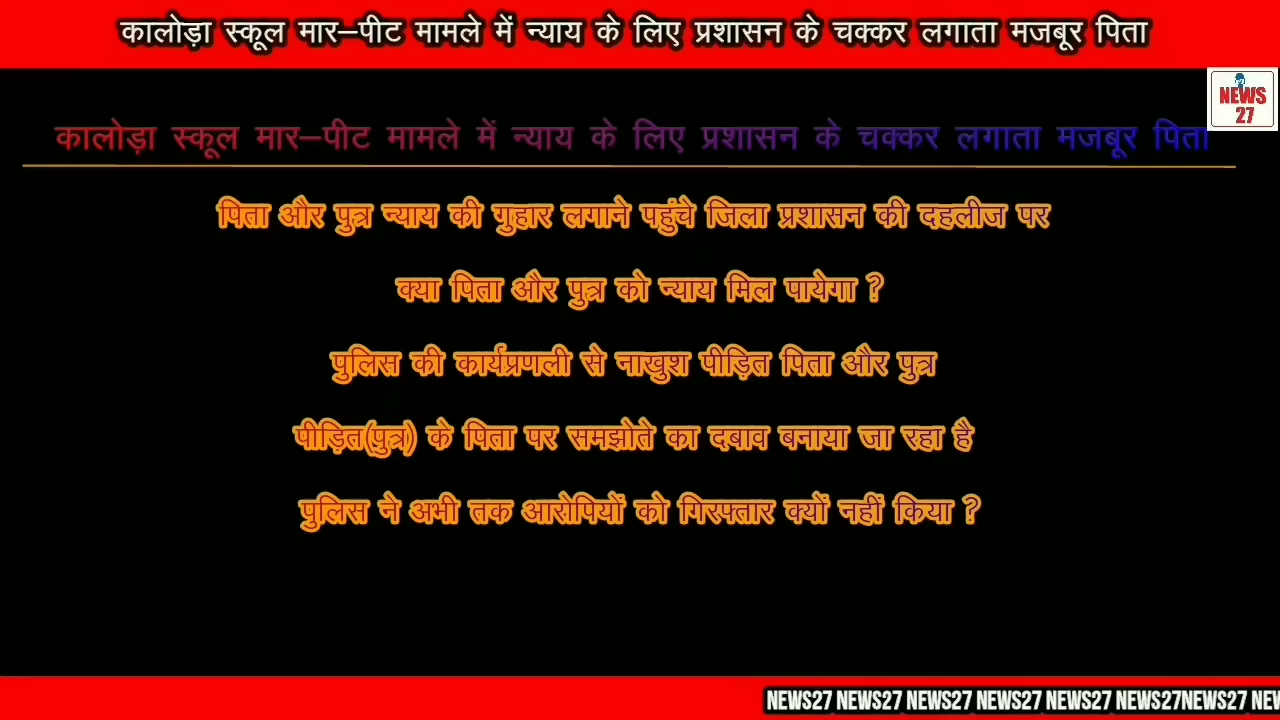 कालोड़ा स्कूल मार–पीट मामले में न्याय के लिए प्रशासन के चक्कर लगाता मजबूर पिता
NEWS
27
कालोड़ा स्कूल मार–पीट मामले में न्याय के लिए प्रशासन के चक्कर लगाता मजबूर पिता
पिता और पुत्र न्याय की गुहार लगाने पहुंचे जिला प्रशासन की दहलीज पर
क्या पिता और पुत्र को न्याय मिल पायेगा ?
पुलिस की कार्यप्रणली से नाखुश पीड़ित पिता और पुत्र
पीड़ित(पुत्र) के पिता पर समझोते का दबाव बनाया जा रहा है
पुलिस ने अभी तक आरोपियों को गिरफ्तार क्यों नहीं किया ?
NEWS27 NEWS27 NEWS27 NEWS27 NEWS27 NEWS27NEWS27 NEW